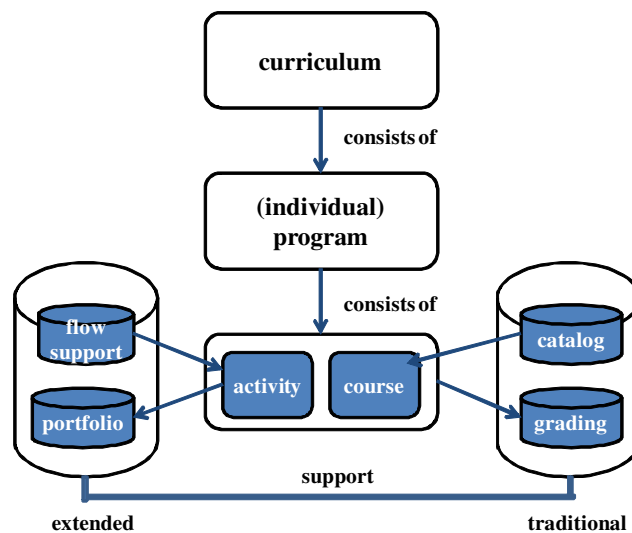 curriculum
consists of
(individual)
program
consists of
flow
support
catalog
activity
course
portfolio
grading
support
extended
traditional